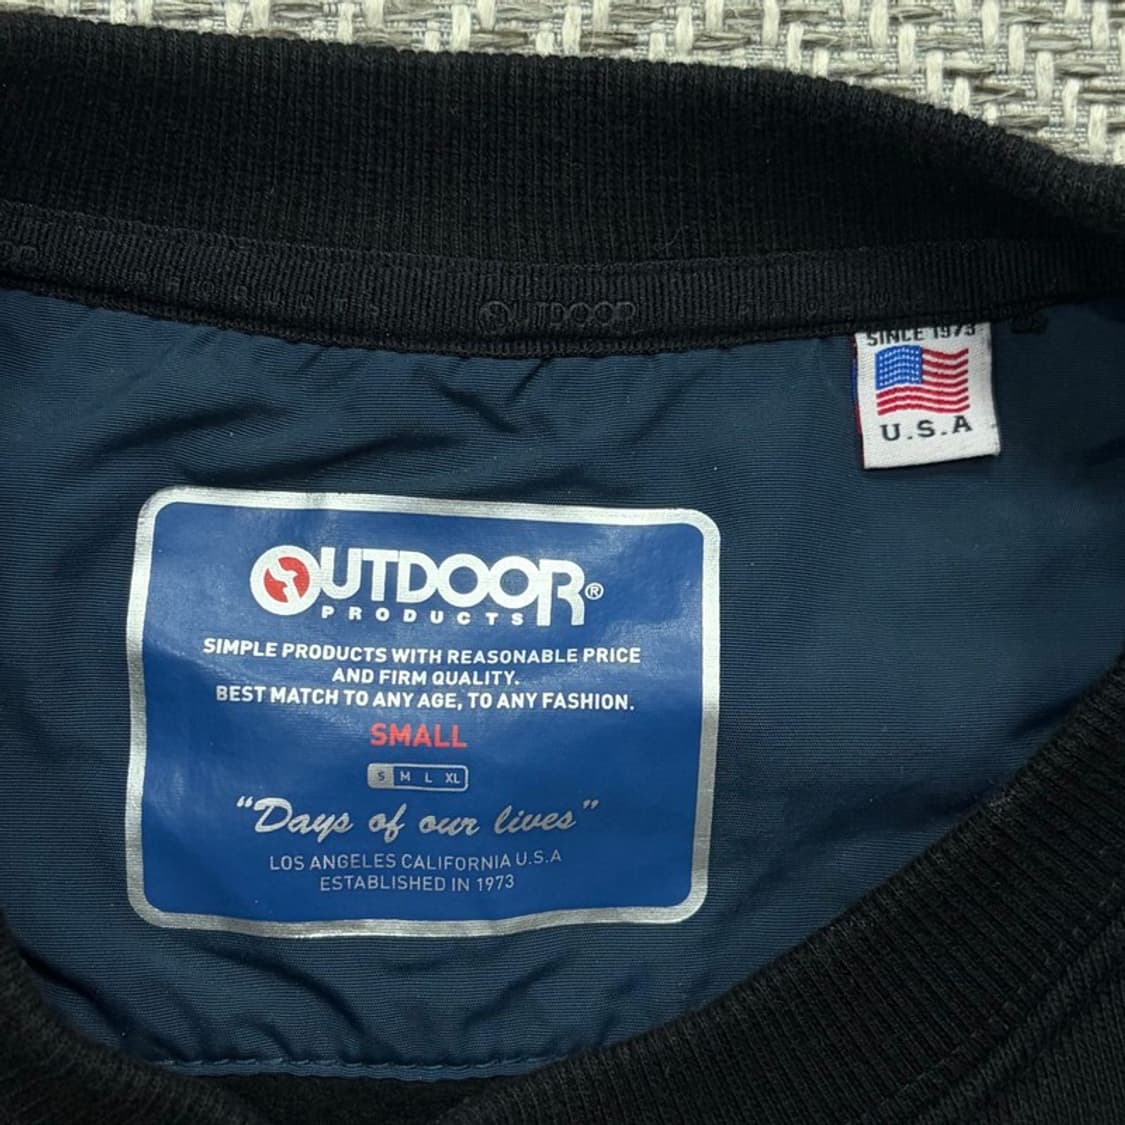 OUTDOOR
SINCE 1973
U.S.A
OUTDOOR®
PRODUCTS
SIMPLE PRODUCTS WITH REASONABLE PRICE
AND FIRM QUALITY.
BEST MATCH TO ANY AGE, TO ANY FASHION.
SMALL
S M L XL
"Days of our lives"
LOS ANGELES CALIFORNIA U.S.A
ESTABLISHED IN 1973